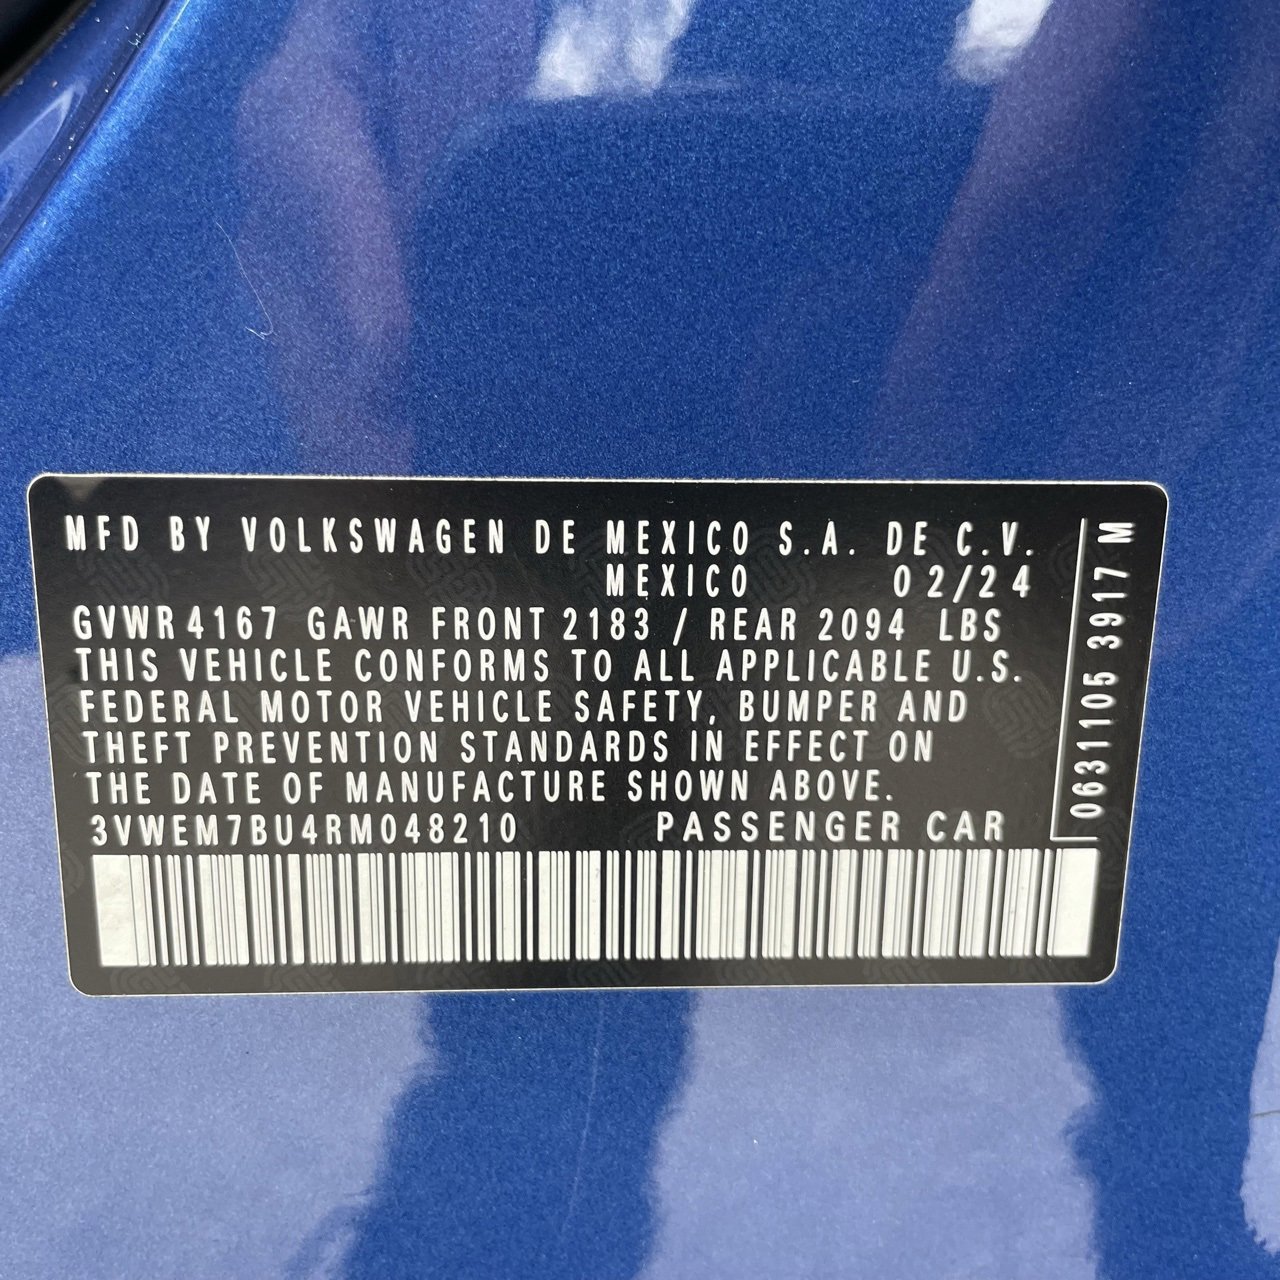 MFD BY VOLKSWAGEN DE MEXICO S.A. DE C.V.
MEXICO 02/24
GVWR 4167 GAWR FRONT 2183 / REAR 2094 LBS
THIS VEHICLE CONFORMS TO ALL APPLICABLE U.S.
FEDERAL MOTOR VEHICLE SAFETY, BUMPER AND
THEFT PREVENTION STANDARDS IN EFFECT ON
THE DATE OF MANUFACTURE SHOWN ABOVE.
3VWEM7BU4RM048210 PASSENGER CAR
0631105 3917 M